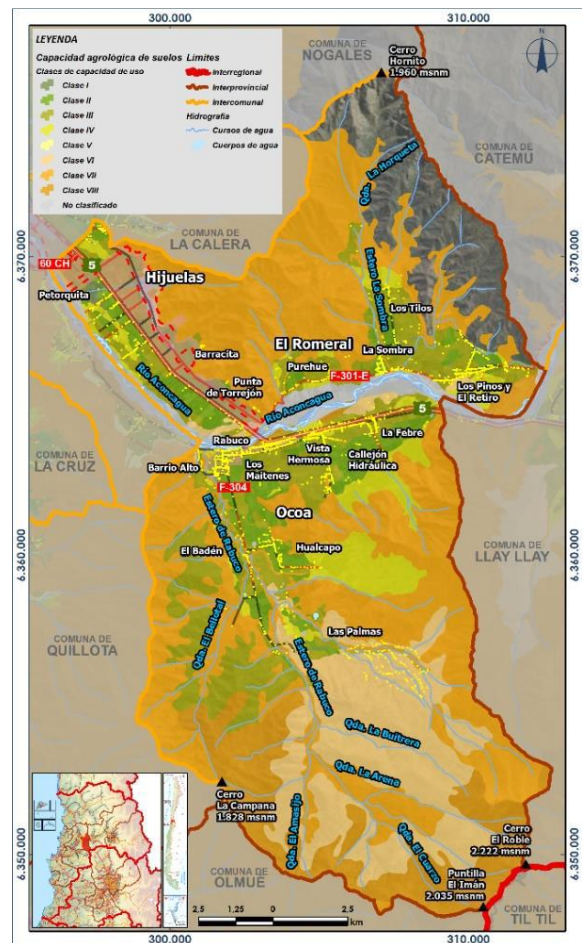 300.000
310.000
LEYENDA
Capacidad agrológica de suelos
Clases de capacidad de uso
Clase I
Clase II
Clase III
Clase IV
Clase V
Clase VI
Clase VII
Clase VIII
No clasificado
Límites
Interregional
Interprovincial
Intercomunal
Hidrografía
Cursos de agua
Cuerpos de agua
COMUNA DE
NOGALES
Cerro
Hornito
1.960 msnm
N
COMUNA DE
CATEMU
Qda. La Horqueta
COMUNA DE
LA CALERA
6.370.000
6.370.000
60 CH
5
Hijuelas
Petorquita
Estero La Sombra
Los Tilos
El Romeral
La Sombra
Barracita
Purehue
F-301-E
Punta
de Torrejón
Los Pinos y
El Retiro
Río Aconcagua
Río Aconcagua
5
La Febre
Rabuco
Vista
Hermosa
Callejón
Hidráulica
COMUNA DE
LA CRUZ
Barrio Alto
Los
Maitenes
F-304
Ocoa
Estero de Rabuco
El Badén
Hualcapo
6.360.000
6.360.000
COMUNA DE
LLAY LLAY
Qda. El Bellotal
Las Palmas
COMUNA DE
QUILLOTA
Estero de Rabuco
Qda. La Buitrera
Qda. La Arena
Cerro
La Campana
1.828 msnm
Qda. El Amasijo
Qda. El Cuarzo
Cerro
El Roble
2.222 msnm
6.350.000
6.350.000
Puntilla
El Imán
2.035 msnm
COMUNA DE
OLMUÉ
COMUNA DE
TIL TIL
2,5 1,25 0 2,5
km
300.000
310.000